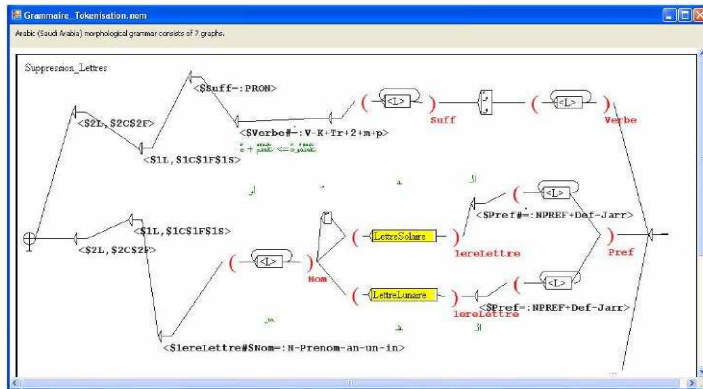 Grammaire_Tokenisation.nom
Arabic (Saudi Arabia) morphological grammar consists of 7 graphs.
Suppression_Lettres
<$Suff=:PRON>
<L>
<L>
<$2L,$2C$2F>
<$1L,$1C$1F$1S>
Suff
Verbe
<$Verbe#=:V-K+Tr+2+m+p>
<L>
<$1L,$1C$1F$1S>
<$Pref#=:NPREF+Def-Jarr>
<$2L,$2C$2F>
<L>
LettreSolaire
1ereLettre
Pref
Nom
<L>
LettreLunaire
1ereLettre
<$Pref=:NPREF+Def-Jarr>
<$1ereLettre#$Nom=:N-Prenom-an-un-in>